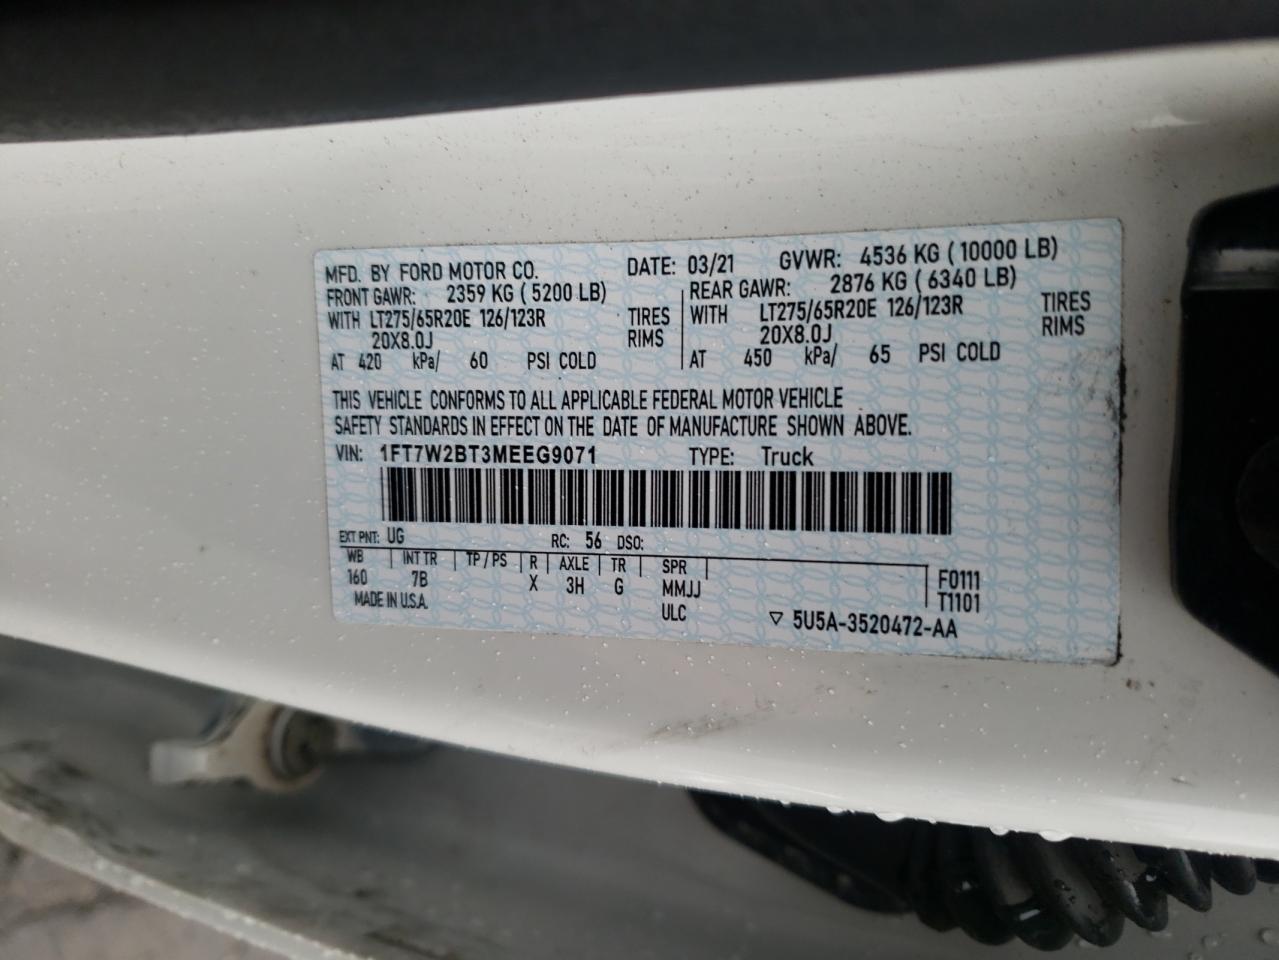 MFD. BY FORD MOTOR CO. DATE: 03/21 GVWR: 4536 KG (10000 LB)
FRONT GAWR: 2359 KG (5200 LB) REAR GAWR: 2876 KG (6340 LB)
WITH LT275/65R20E 126/123R TIRES WITH LT275/65R20E 126/123R TIRES
20X8.0J RIMS 20X8.0J RIMS
AT 420 kPa/ 60 PSI COLD AT 450 kPa/ 65 PSI COLD
THIS VEHICLE CONFORMS TO ALL APPLICABLE FEDERAL MOTOR VEHICLE
SAFETY STANDARDS IN EFFECT ON THE DATE OF MANUFACTURE SHOWN ABOVE.
VIN: 1FT7W2BT3MEEG9071 TYPE: Truck
EXT PNT: UG RC: 56 DSO:
WB INT TR TP/PS R AXLE TR SPR
160 7B X 3H G MMJJ F0111
MADE IN U.S.A. ULC T1101
▽ 5U5A-3520472-AA